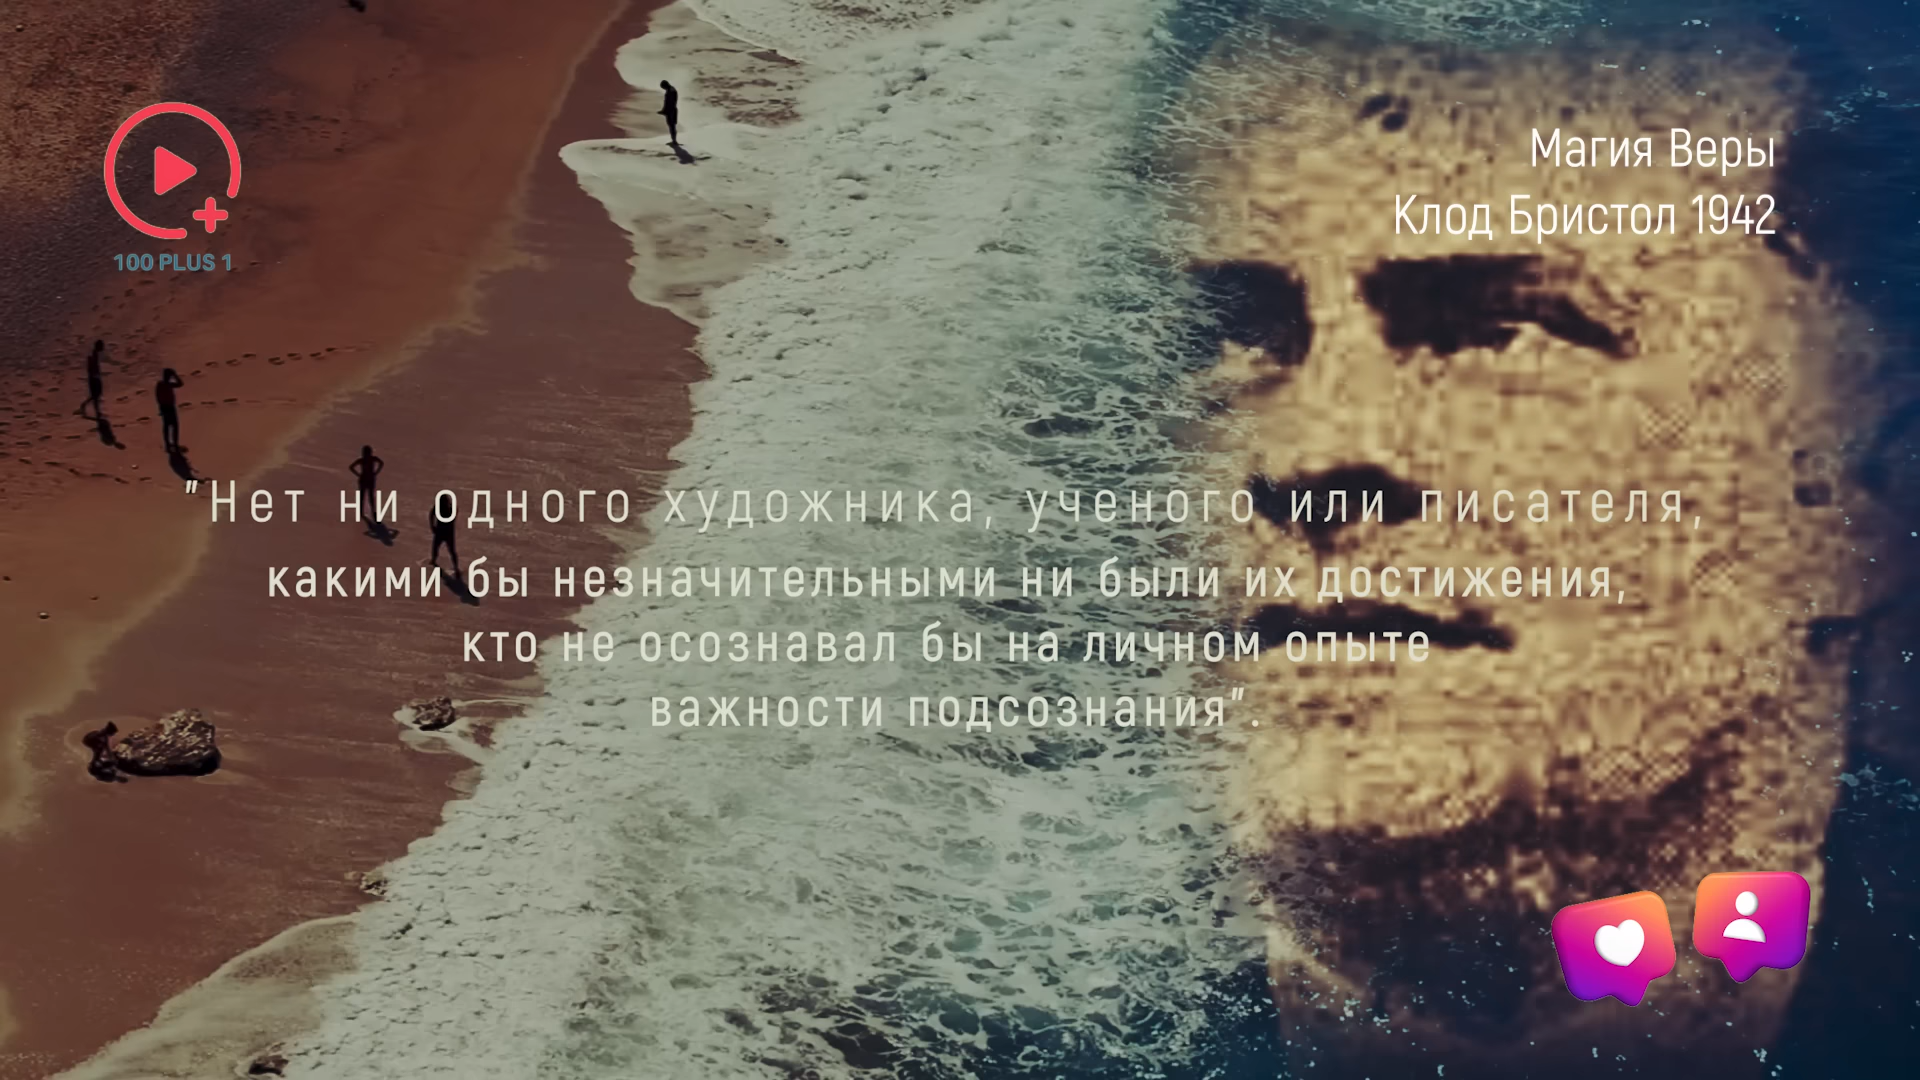 100 PLUS 1
Магия Веры
Клод Бристол 1942
"Нет ни одного художника, ученого или писателя,
какими бы незначительными ни были их достижения,
кто не осознавал бы на личном опыте
важности подсознания".